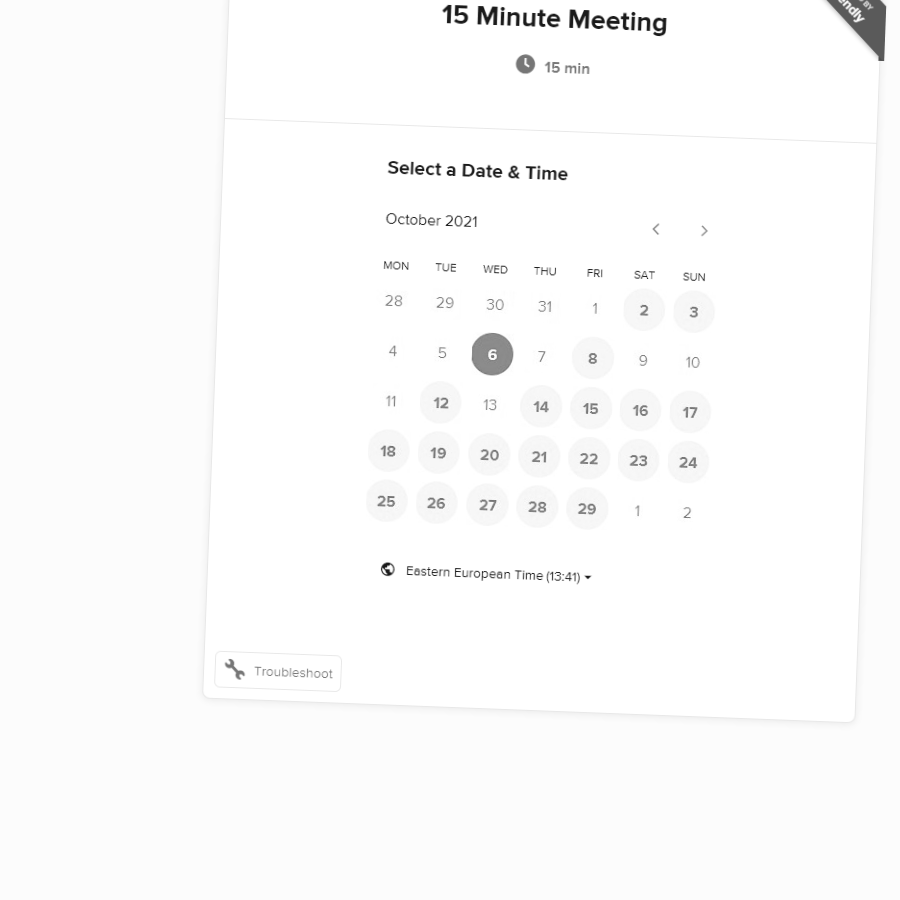 15 Minute Meeting
15 min
Select a Date & Time
October 2021
MON TUE WED THU FRI SAT SUN
28 29 30 31 1 2 3
4 5 6 7 8 9 10
11 12 13 14 15 16 17
18 19 20 21 22 23 24
25 26 27 28 29 1 2
Eastern European Time (13:41)
Troubleshoot